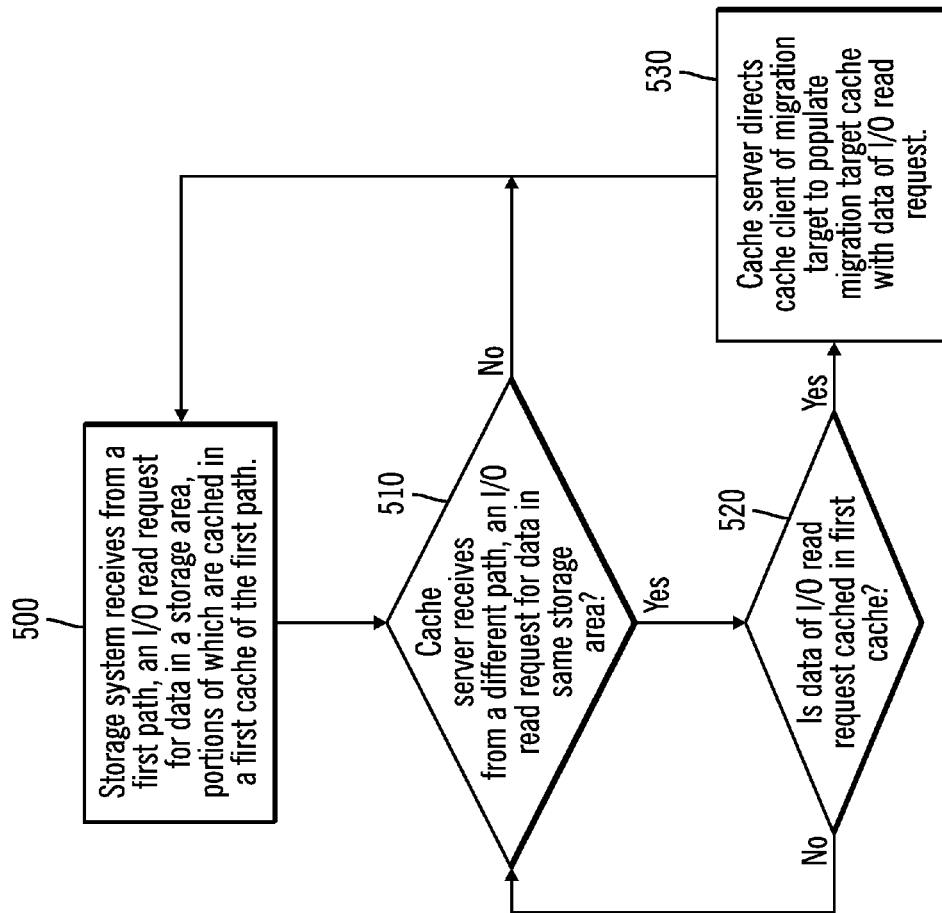 500
Storage system receives from a
first path, an I/O read request
for data in a storage area,
portions of which are cached in
a first cache of the first path.
510
Cache
server receives
from a different path, an I/O
read request for data in
same storage
area?
No
Yes
520
Is data of I/O read
request cached in first
cache?
No
Yes
530
Cache server directs
cache client of migration
target to populate
migration target cache
with data of I/O read
request.